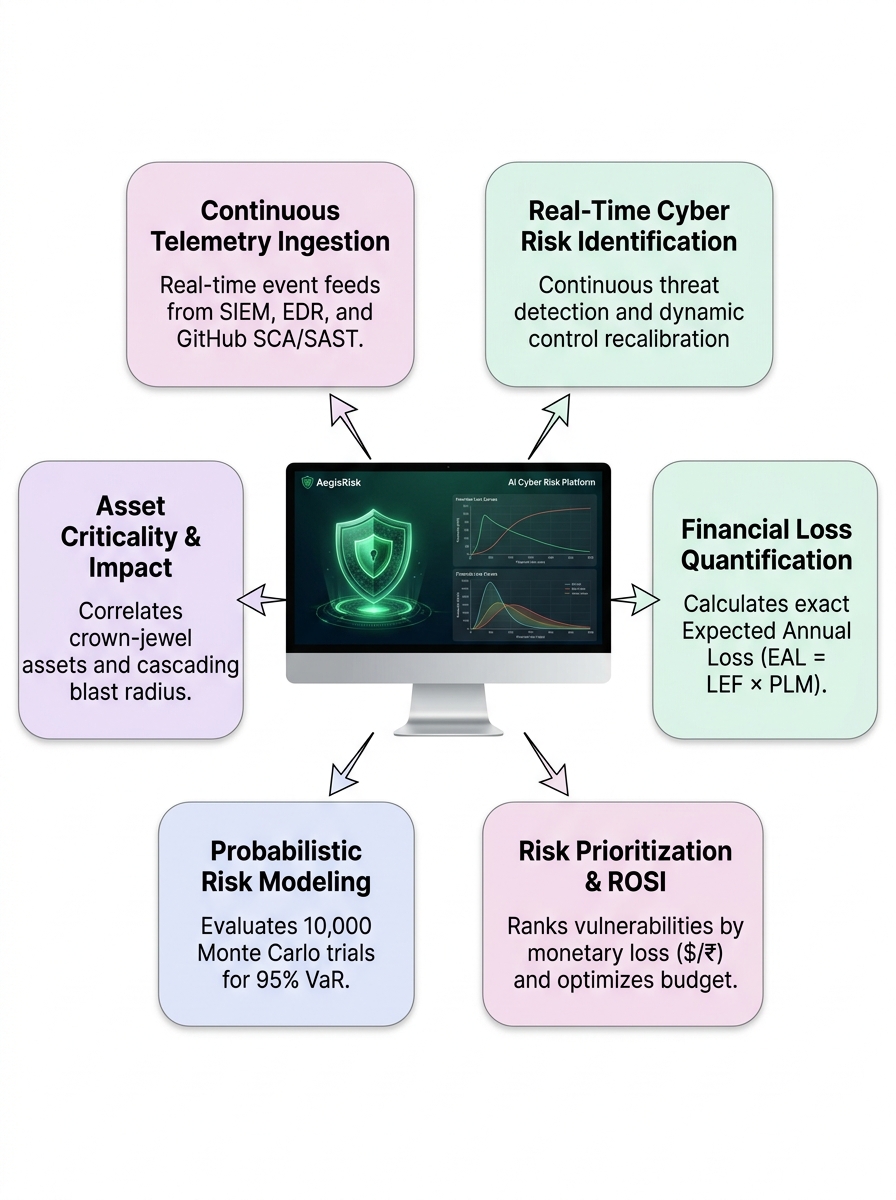 Continuous
Telemetry Ingestion
Real-time event feeds
from SIEM, EDR, and
GitHub SCA/SAST.
Real-Time Cyber
Risk Identification
Continuous threat
detection and dynamic
control recalibration
AegisRisk
AI Cyber Risk Platform
Asset
Criticality &
Impact
Correlates
crown-jewel
assets and cascading
blast radius.
Financial Loss
Quantification
Calculates exact
Expected Annual
Loss (EAL =
LEF × PLM).
Probabilistic
Risk Modeling
Evaluates 10,000
Monte Carlo trials
for 95% VaR.
Risk Prioritization
& ROSI
Ranks vulnerabilities by
monetary loss ($/₹)
and optimizes budget.